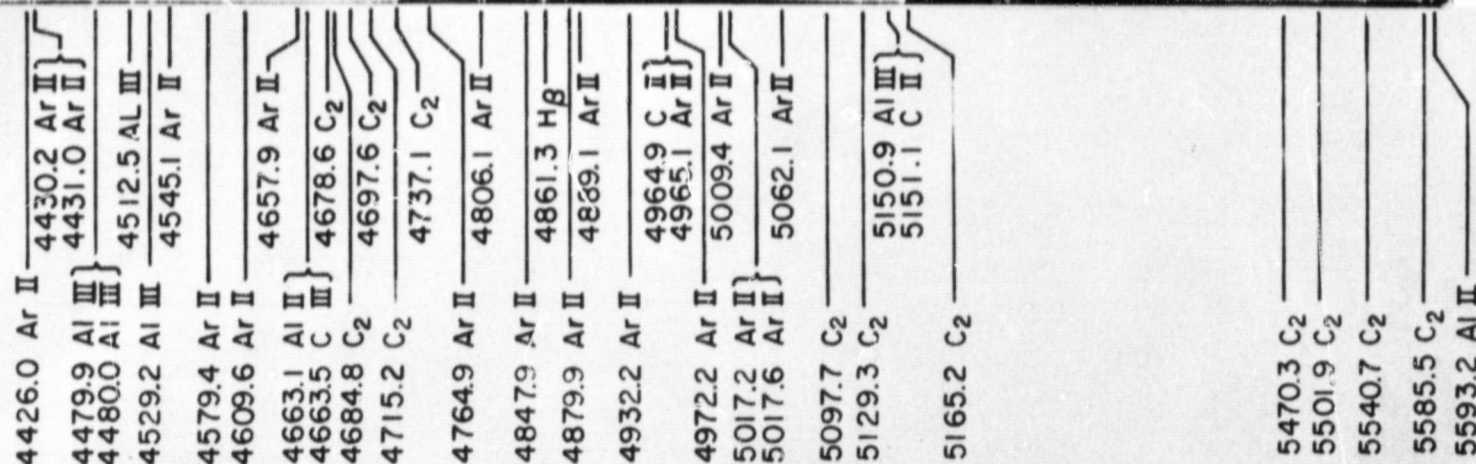 4426.0 Ar II
4430.2 Ar II
4431.0 Ar II
4479.9 Al III
4480.0 Al III
4512.5 AL III
4529.2 Al III
4545.1 Ar II
4579.4 Ar II
4609.6 Ar II
4657.9 Ar II
4663.1 Al II
4663.5 C III
4678.6 C2
4684.8 C2
4697.6 C2
4715.2 C2
4737.1 C2
4764.9 Ar II
4806.1 Ar II
4847.9 Ar II
4861.3 Hβ
4879.9 Ar II
4889.1 Ar II
4932.2 Ar II
4964.9 C II
4965.1 Ar II
4972.2 Ar II
5009.4 Ar II
5017.2 Ar II
5017.6 Ar II
5062.1 Ar II
5097.7 C2
5129.3 C2
5150.9 Al III
5151.1 C II
5165.2 C2
5470.3 C2
5501.9 C2
5540.7 C2
5585.5 C2
5593.2 Al II